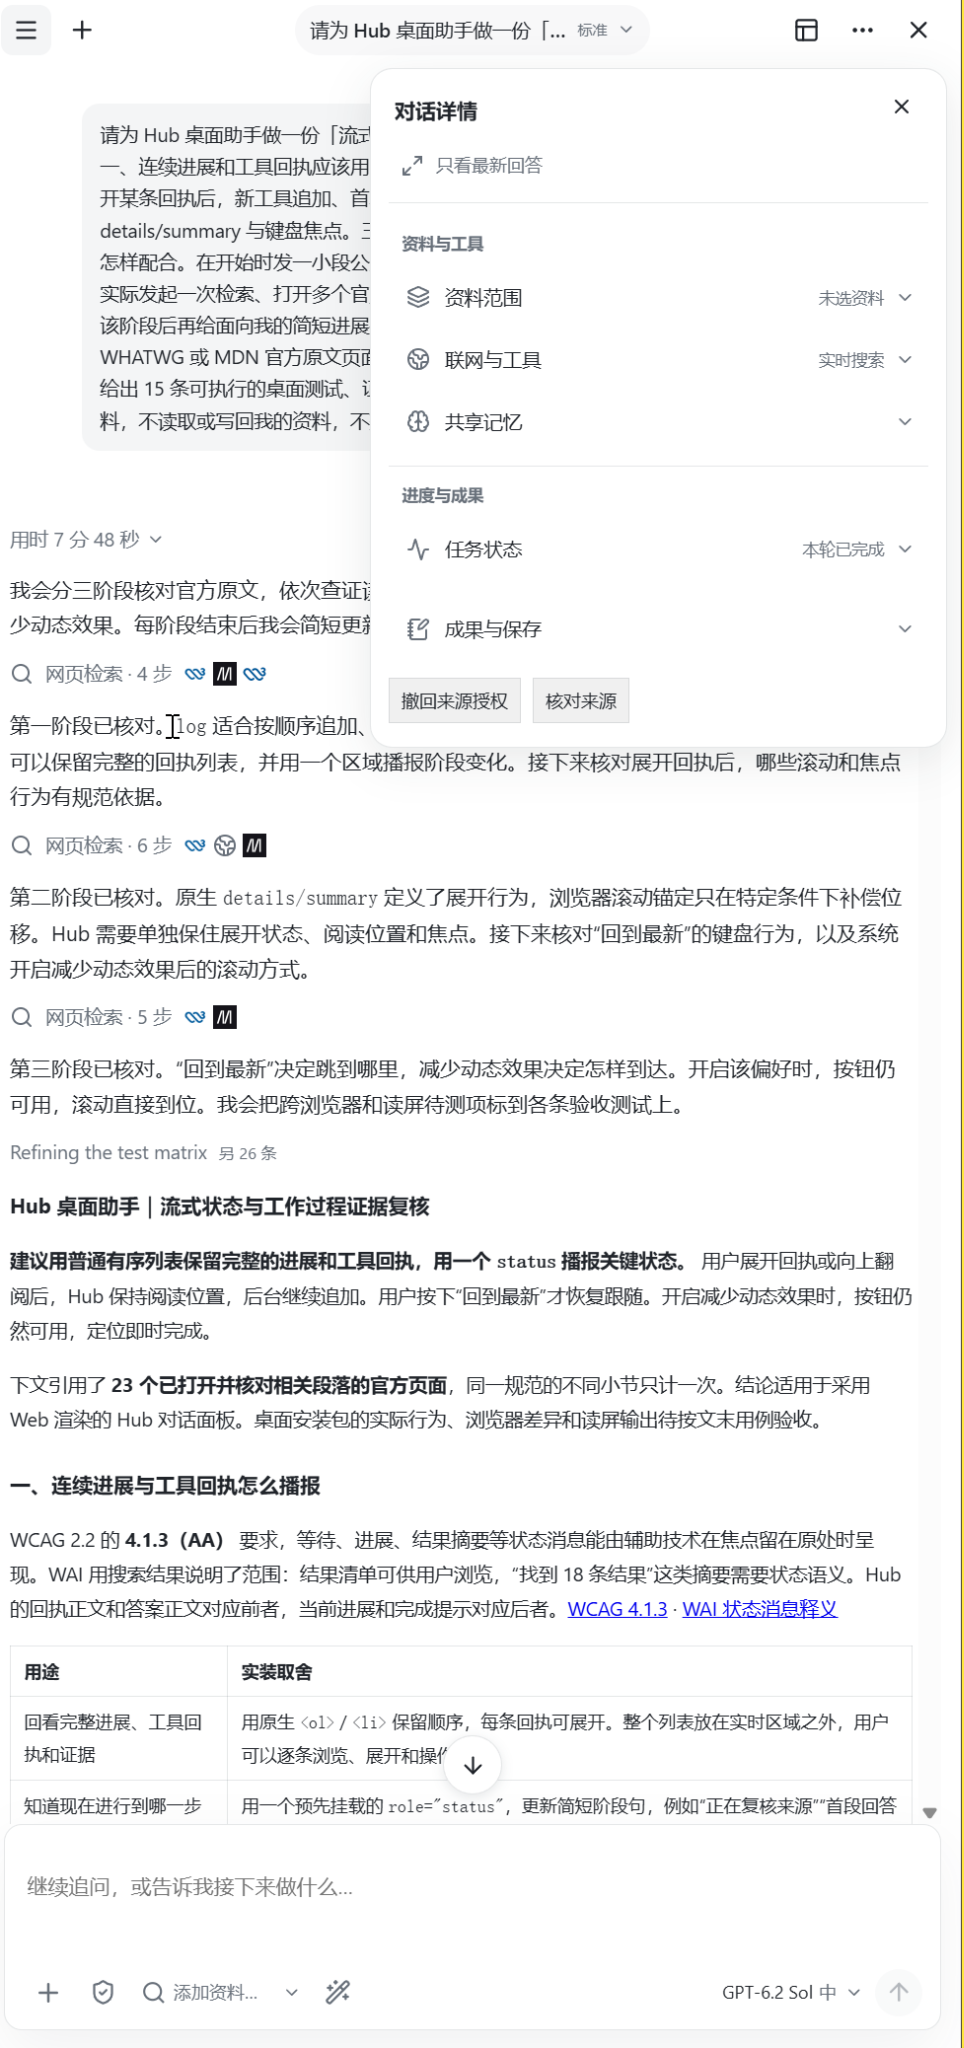 请为 Hub 桌面助手做一份「... 标准
对话详情
只看最新回答
资料与工具
资料范围 未选资料
联网与工具 实时搜索
共享记忆
进度与成果
任务状态 本轮已完成
成果与保存
撤回来源授权 核对来源
请为 Hub 桌面助手做一份「流式
一、连续进展和工具回执应该用
开某条回执后，新工具追加、首
details/summary 与键盘焦点。三
怎样配合。在开始时发一小段公
实际发起一次检索、打开多个官
该阶段后再给面向我的简短进展
WHATWG 或 MDN 官方原文页面
给出 15 条可执行的桌面测试、
料，不读取或写回我的资料，不
用时 7 分 48 秒
我会分三阶段核对官方原文，依次查证
少动态效果。每阶段结束后我会简短更新
网页检索 · 4 步
第一阶段已核对。log 适合按顺序追加、
可以保留完整的回执列表，并用一个区域播报阶段变化。接下来核对展开回执后，哪些滚动和焦点
行为有规范依据。
网页检索 · 6 步
第二阶段已核对。原生 details/summary 定义了展开行为，浏览器滚动锚定只在特定条件下补偿位
移。Hub 需要单独保住展开状态、阅读位置和焦点。接下来核对“回到最新”的键盘行为，以及系统
开启减少动态效果后的滚动方式。
网页检索 · 5 步
第三阶段已核对。“回到最新”决定跳到哪里，减少动态效果决定怎样到达。开启该偏好时，按钮仍
可用，滚动直接到位。我会把跨浏览器和读屏待测项标到各条验收测试上。
Refining the test matrix 另 26 条
Hub 桌面助手｜流式状态与工作过程证据复核
建议用普通有序列表保留完整的进展和工具回执，用一个 status 播报关键状态。 用户展开回执或向上翻
阅后，Hub 保持阅读位置，后台继续追加。用户按下“回到最新”才恢复跟随。开启减少动态效果时，按钮仍
然可用，定位即时完成。
下文引用了 23 个已打开并核对相关段落的官方页面，同一规范的不同小节只计一次。结论适用于采用
Web 渲染的 Hub 对话面板。桌面安装包的实际行为、浏览器差异和读屏输出待按文末用例验收。
一、连续进展与工具回执怎么播报
WCAG 2.2 的 4.1.3（AA） 要求，等待、进展、结果摘要等状态消息能由辅助技术在焦点留在原处时呈
现。WAI 用搜索结果说明了范围：结果清单可供用户浏览，“找到 18 条结果”这类摘要需要状态语义。Hub
的回执正文和答案正文对应前者，当前进展和完成提示对应后者。WCAG 4.1.3 · WAI 状态消息释义
用途 实装取舍
回看完整进展、工具回
执和证据
用原生 <ol> / <li> 保留顺序，每条回执可展开。整个列表放在实时区域之外，用户
可以逐条浏览、展开和操作
知道现在进行到哪一步 用一个预先挂载的 role="status"，更新简短阶段句，例如“正在复核来源”“首段回答
继续追问，或告诉我接下来做什么...
添加资料... GPT-6.2 Sol 中